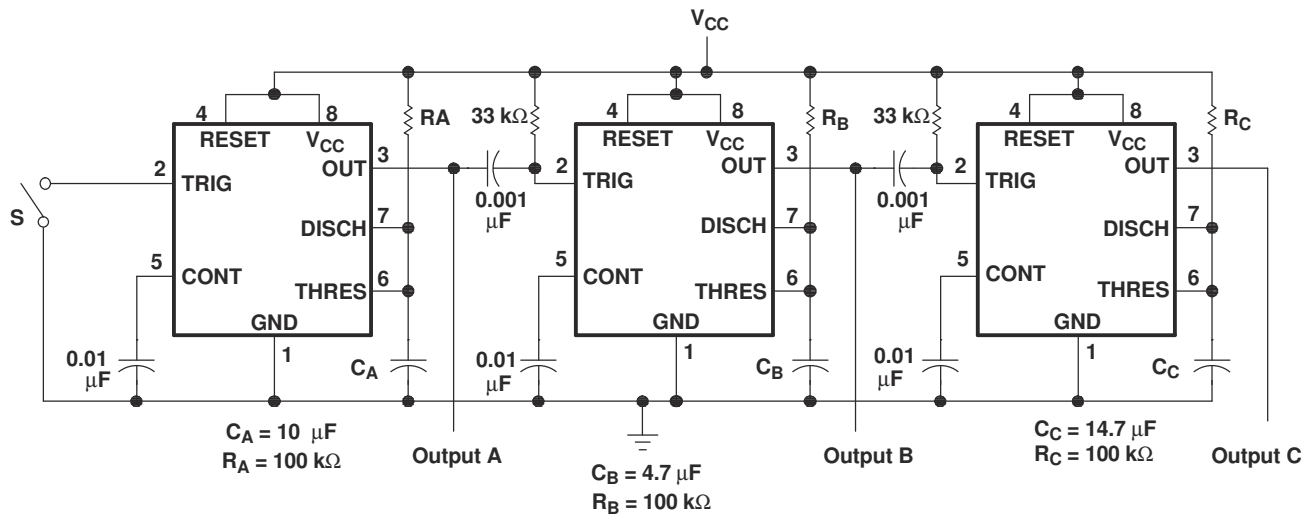 VCC
4
8
RESET
VCC
2
TRIG
OUT
3
DISCH
7
5
CONT
THRES
6
GND
1
S
0.01
µF
RA
CA
33 kΩ
0.001
µF
4
8
RESET
VCC
2
TRIG
OUT
3
DISCH
7
5
CONT
THRES
6
GND
1
0.01
µF
RB
CB
33 kΩ
0.001
µF
4
8
RESET
VCC
2
TRIG
OUT
3
DISCH
7
5
CONT
THRES
6
GND
1
0.01
µF
RC
CC
CA = 10 µF
RA = 100 kΩ
Output A
CB = 4.7 µF
RB = 100 kΩ
Output B
CC = 14.7 µF
RC = 100 kΩ
Output C